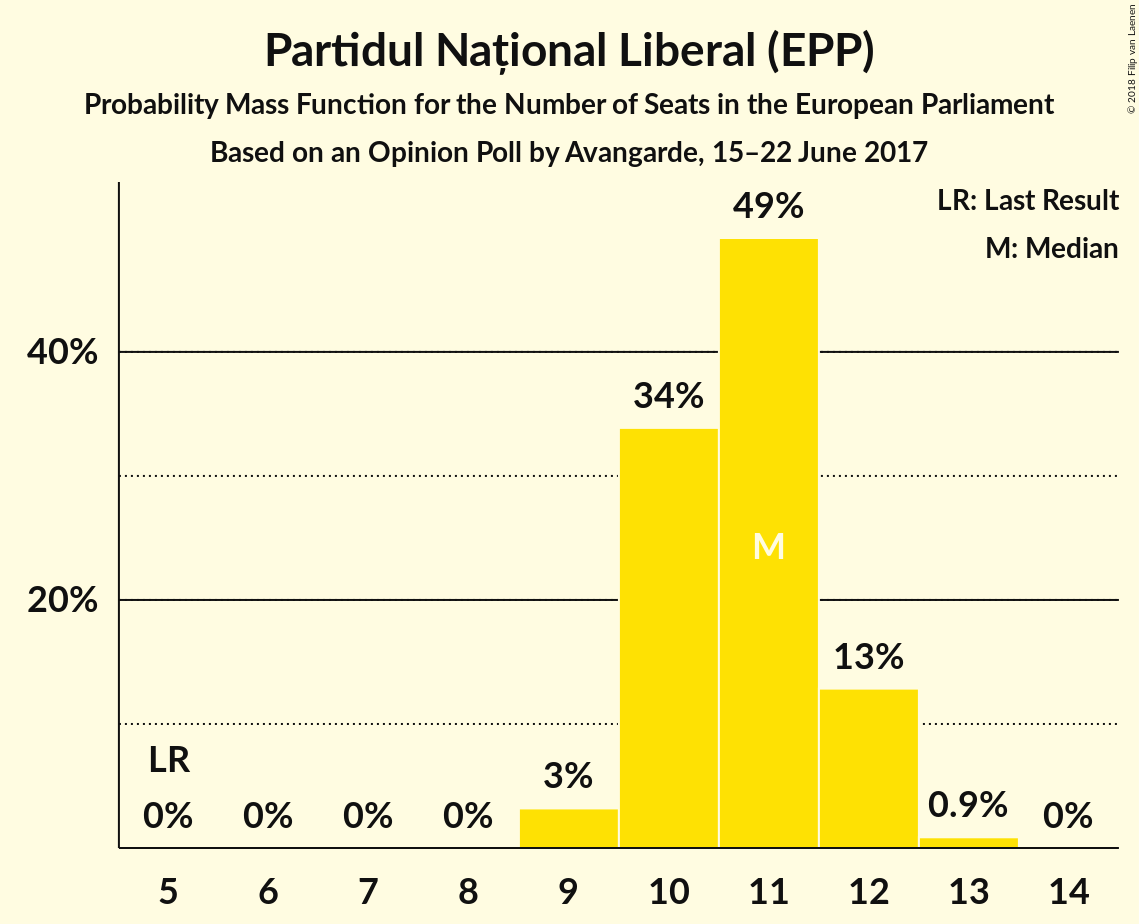 Partidul Național Liberal (EPP)
Probability Mass Function for the Number of Seats in the European Parliament
Based on an Opinion Poll by Avangarde, 15–22 June 2017
© 2018 Filip van Laenen
LR: Last Result
M: Median
49%
40%
34%
M
20%
13%
LR
3%
0.9%
0% 0% 0% 0% 0%
5 6 7 8 9 10 11 12 13 14